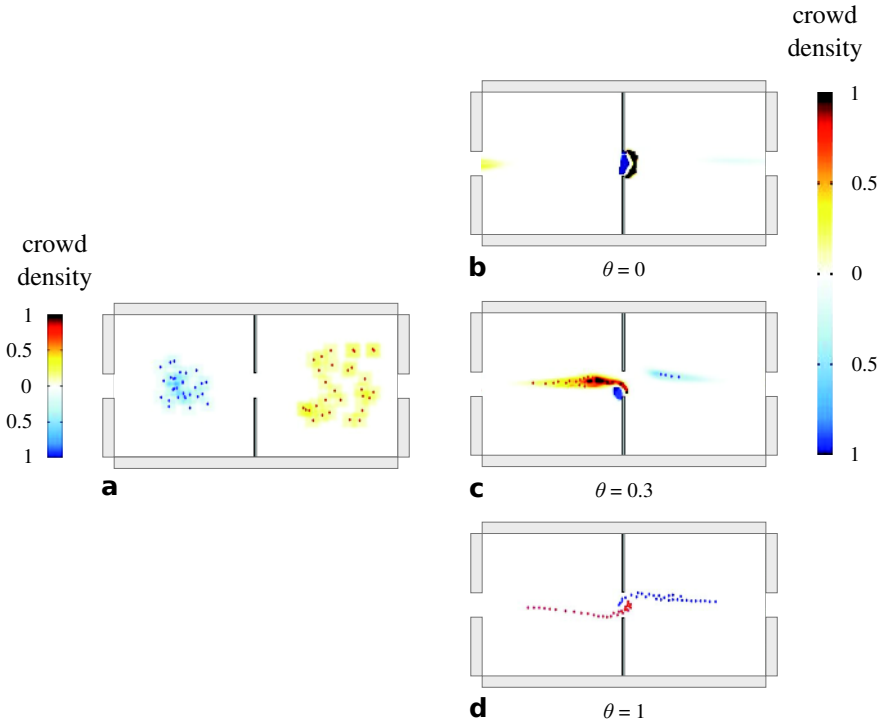 crowd
density
1
0.5
0
0.5
1
a
b
θ = 0
c
θ = 0.3
d
θ = 1
crowd
density
1
0.5
0
0.5
1